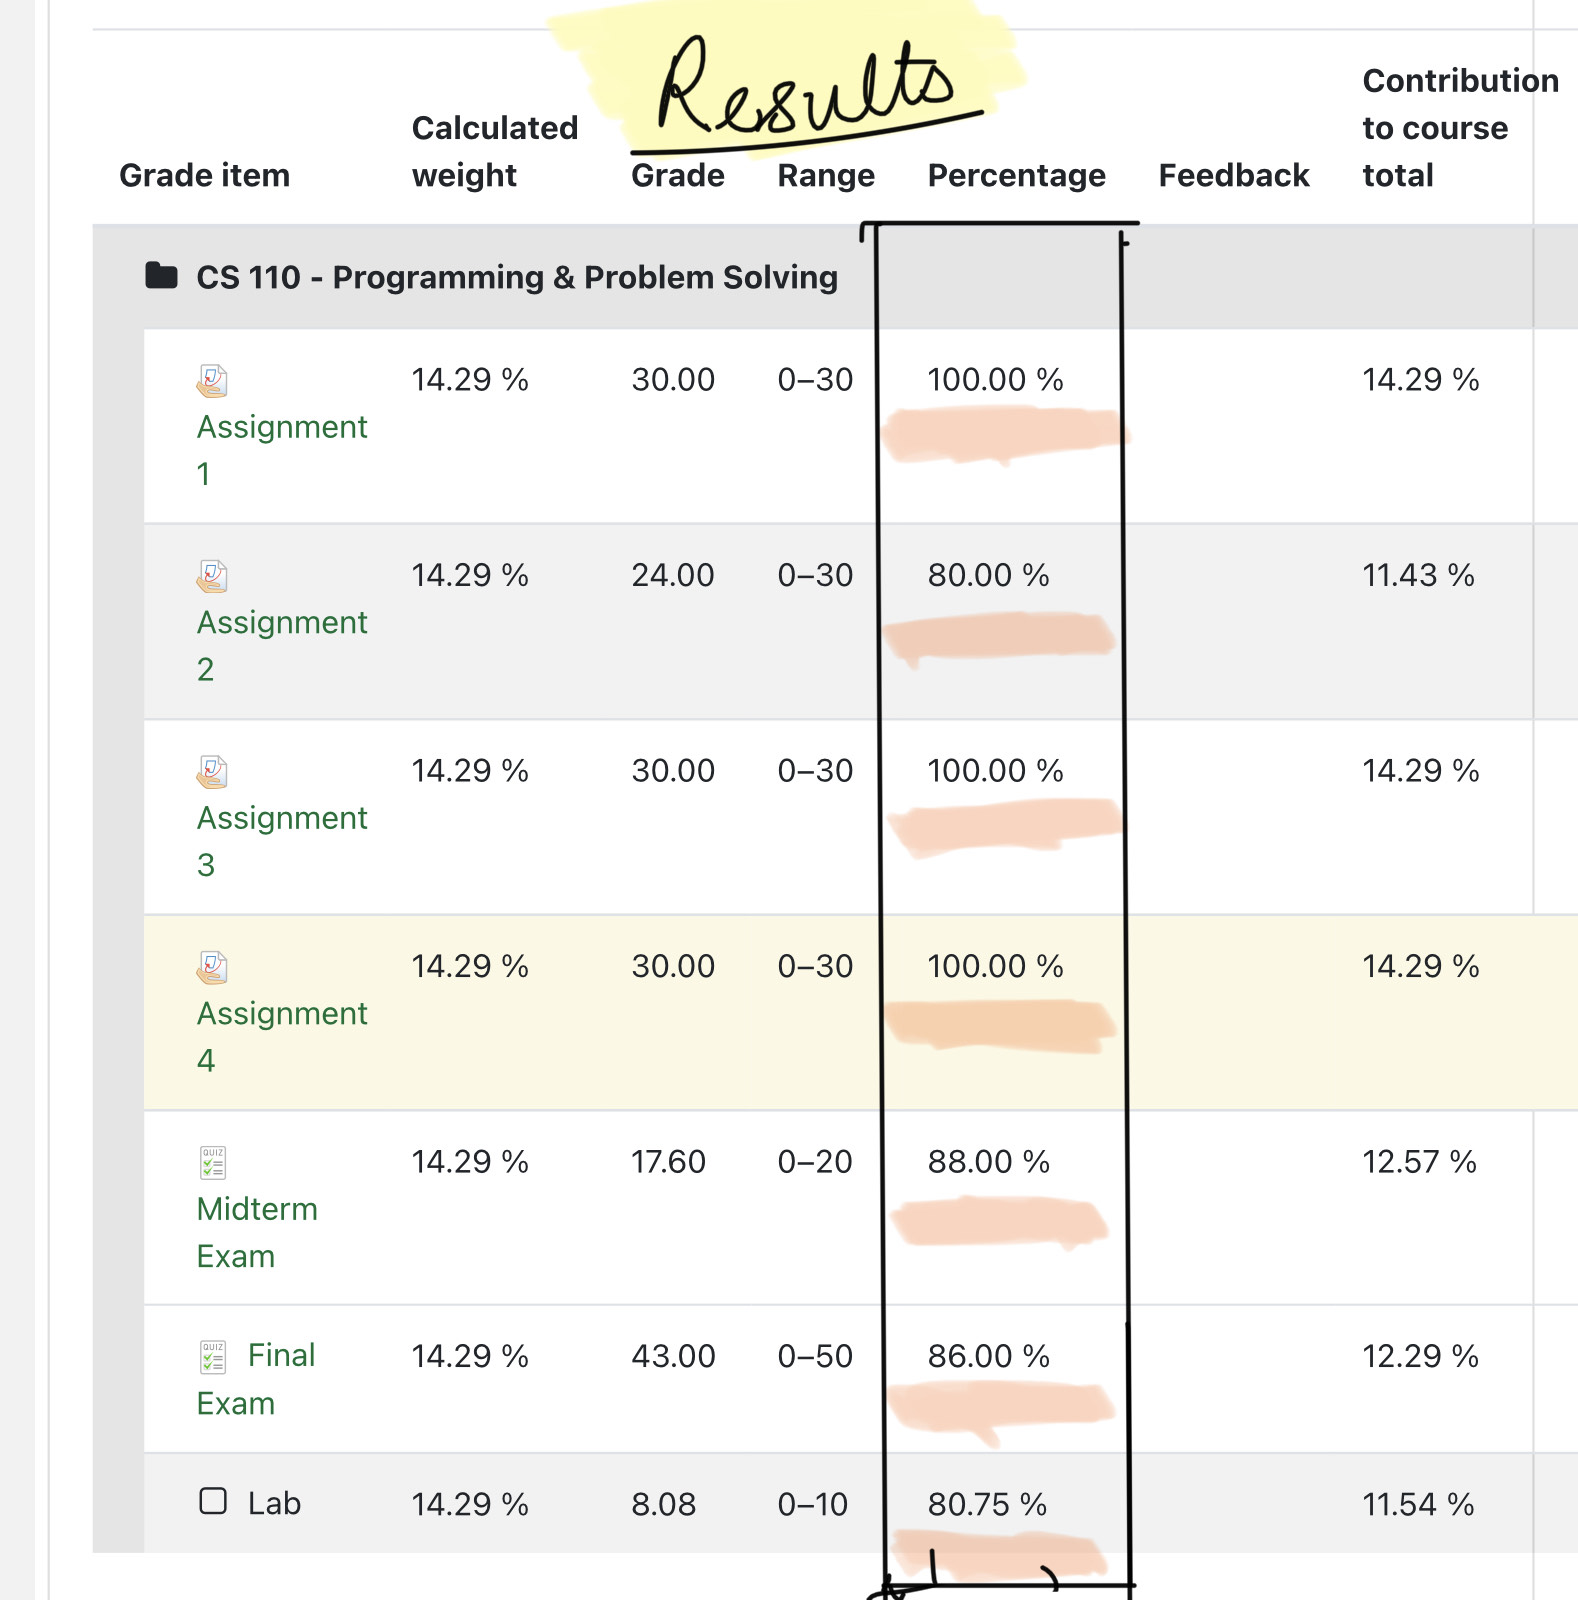 Results
Grade item	Calculated weight	Grade	Range	Percentage	Feedback	Contribution to course total
CS 110 - Programming & Problem Solving
Assignment 1	14.29 %	30.00	0–30	100.00 %	14.29 %
Assignment 2	14.29 %	24.00	0–30	80.00 %	11.43 %
Assignment 3	14.29 %	30.00	0–30	100.00 %	14.29 %
Assignment 4	14.29 %	30.00	0–30	100.00 %	14.29 %
QUIZ Midterm Exam	14.29 %	17.60	0–20	88.00 %	12.57 %
QUIZ Final Exam	14.29 %	43.00	0–50	86.00 %	12.29 %
Lab	14.29 %	8.08	0–10	80.75 %	11.54 %